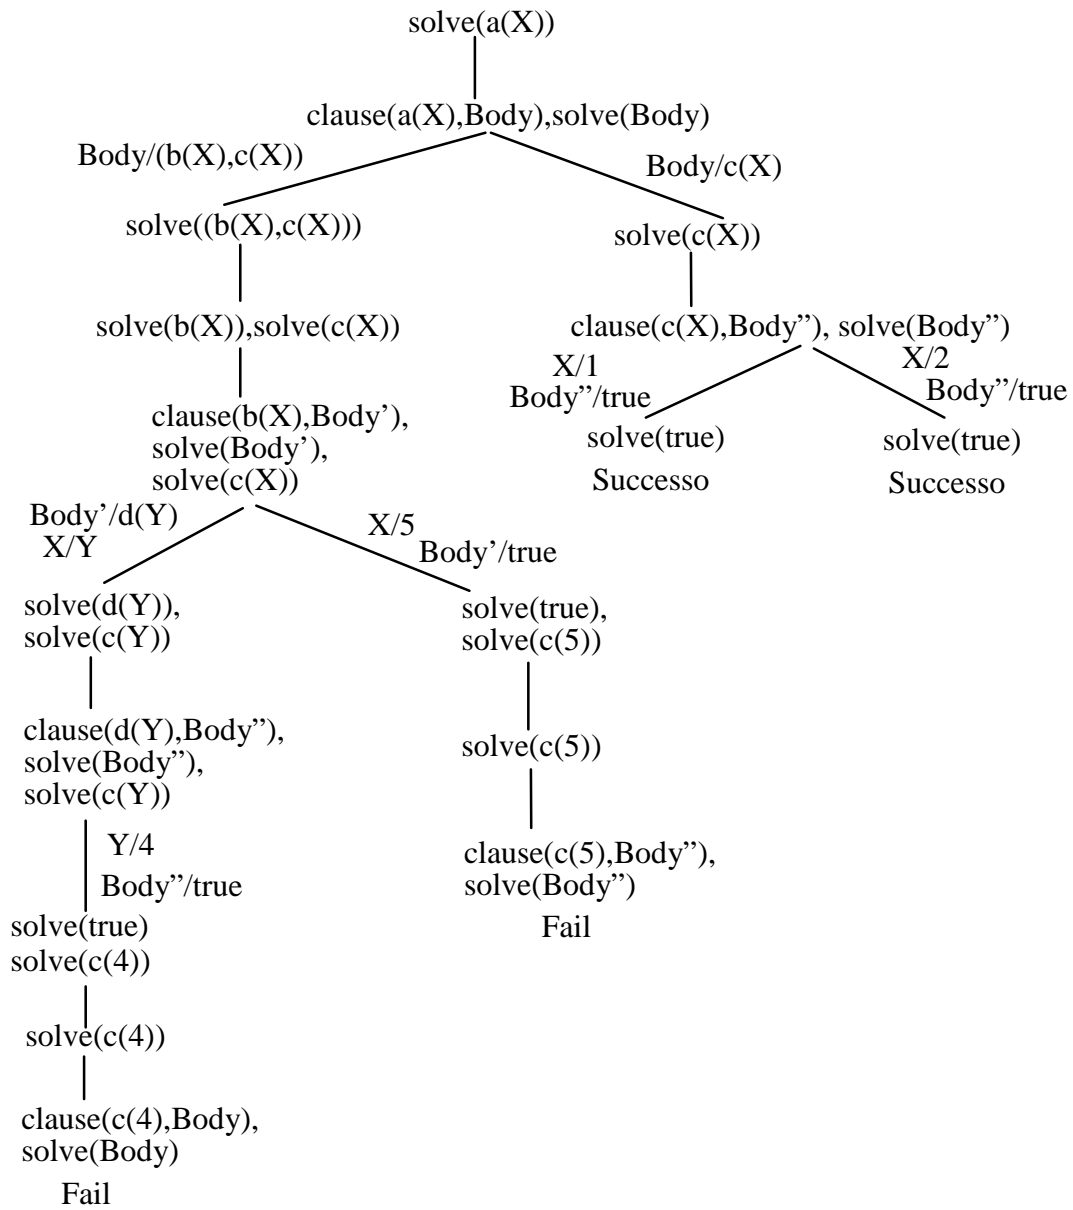 solve(a(X))
clause(a(X),Body),solve(Body)
Body/(b(X),c(X))
Body/c(X)
solve((b(X),c(X)))
solve(c(X))
solve(b(X)),solve(c(X))
clause(c(X),Body”), solve(Body”)
X/1
Body”/true
X/2
Body”/true
clause(b(X),Body’),
solve(Body’),
solve(c(X))
solve(true)
Successo
solve(true)
Successo
Body’/d(Y)
X/Y
X/5
Body’/true
solve(d(Y)),
solve(c(Y))
solve(true),
solve(c(5))
clause(d(Y),Body”),
solve(Body”),
solve(c(Y))
solve(c(5))
Y/4
Body”/true
clause(c(5),Body”),
solve(Body”)
Fail
solve(true)
solve(c(4))
solve(c(4))
clause(c(4),Body),
solve(Body)
Fail